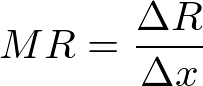 MR = ΔR / Δx